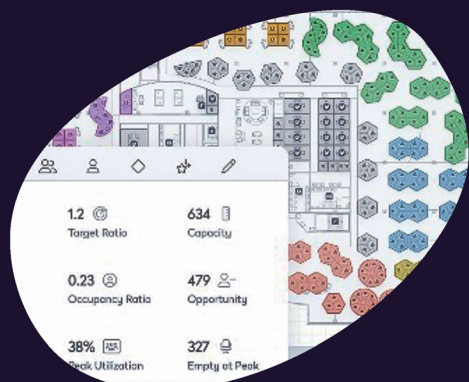 1.2 634
Target Ratio Capacity
0.23 479
Occupancy Ratio Opportunity
38% 327
Peak Utilization Empty at Peak